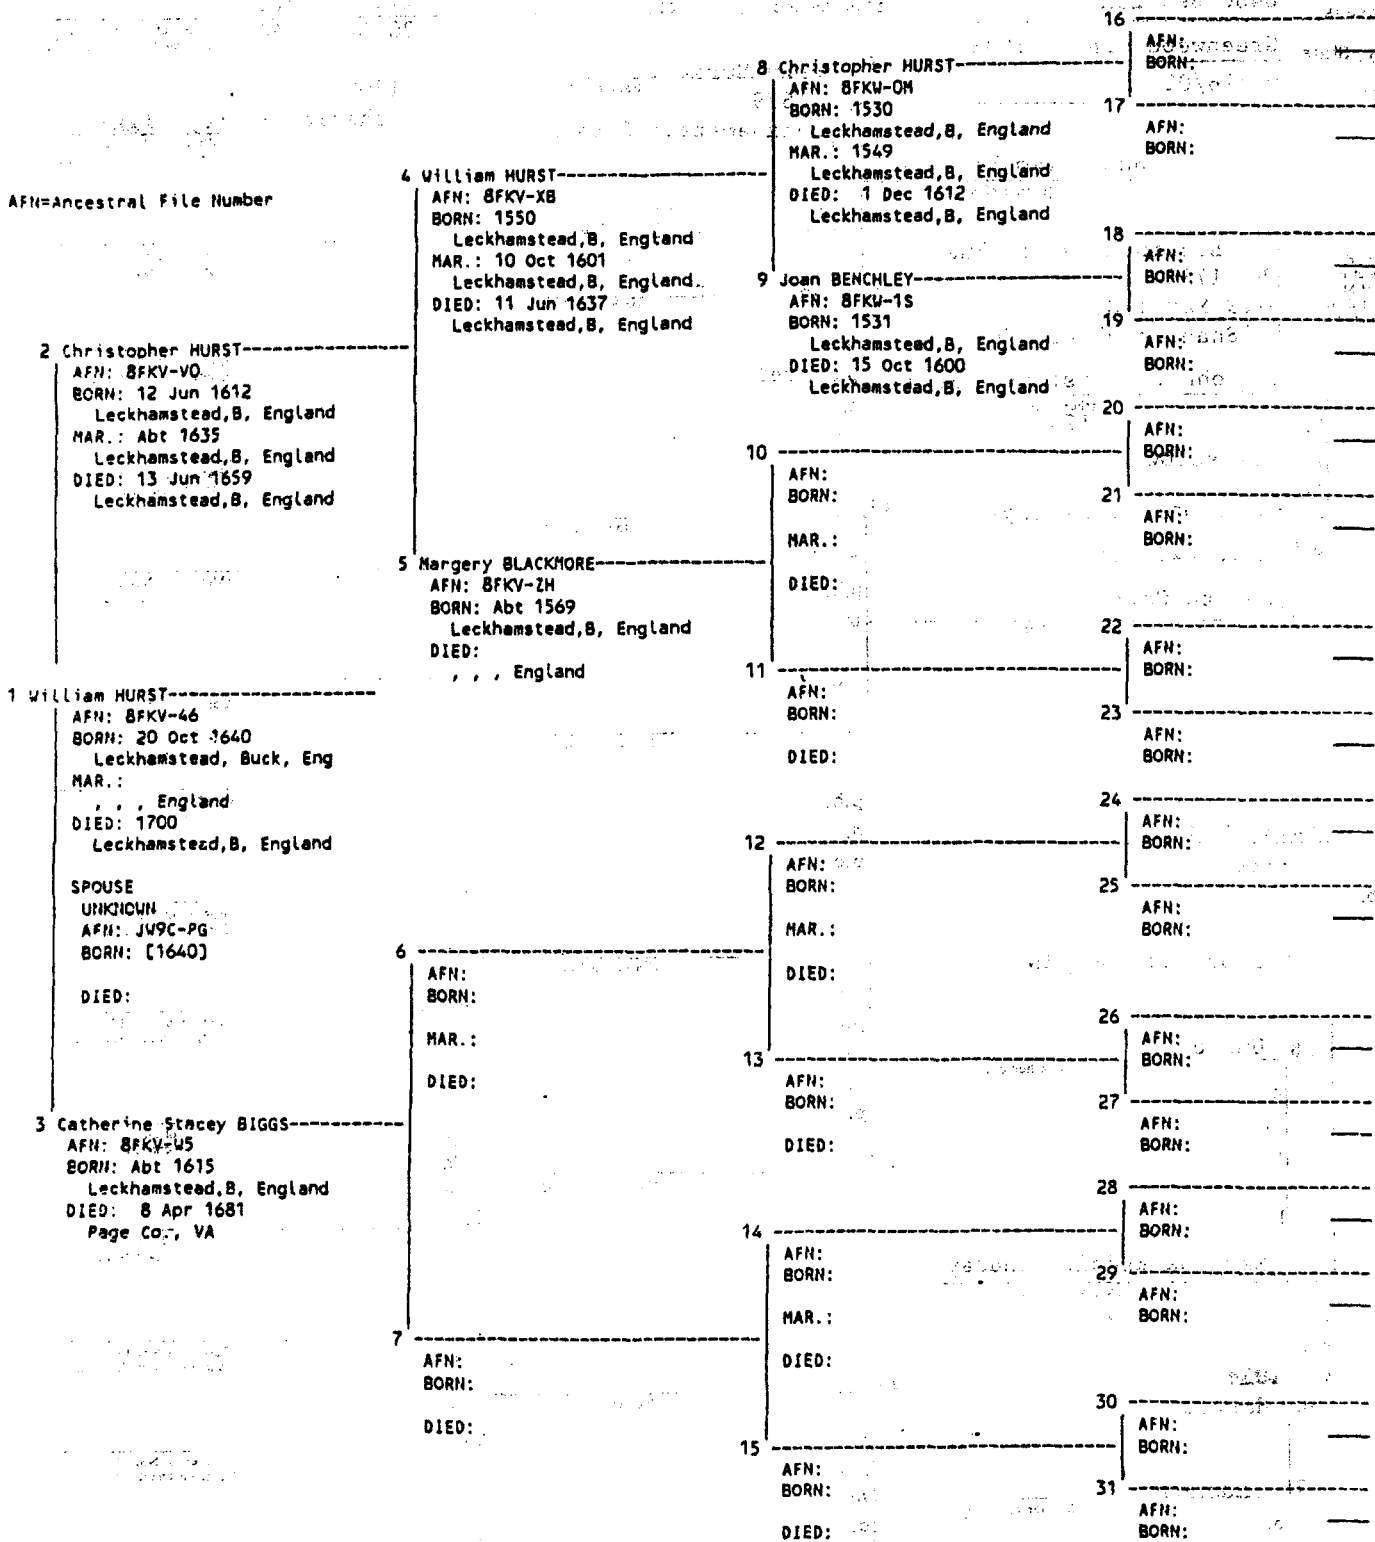 AFN=Ancestral File Number
1 William HURST
AFN: 8FKV-46
BORN: 20 Oct 1640
Leckhamstead, Buck, Eng
MAR.:
, , , England
DIED: 1700
Leckhamstead,B, England
SPOUSE
UNKNOWN
AFN: JW9C-PG
BORN: [1640]
DIED:
2 Christopher HURST
AFN: 8FKV-V0
BORN: 12 Jun 1612
Leckhamstead,B, England
MAR.: Abt 1635
Leckhamstead,B, England
DIED: 13 Jun 1659
Leckhamstead,B, England
3 Catherine Stacey BIGGS
AFN: 8FKV-W5
BORN: Abt 1615
Leckhamstead,B, England
DIED: 8 Apr 1681
Page Co., VA
4 William HURST
AFN: 8FKV-XB
BORN: 1550
Leckhamstead,B, England
MAR.: 10 Oct 1601
Leckhamstead,B, England
DIED: 11 Jun 1637
Leckhamstead,B, England
5 Margery BLACKMORE
AFN: 8FKV-ZH
BORN: Abt 1569
Leckhamstead,B, England
DIED:
, , , England
6
AFN:
BORN:
MAR.:
DIED:
7
AFN:
BORN:
DIED:
8 Christopher HURST
AFN: 8FKW-0M
BORN: 1530
Leckhamstead,B, England
MAR.: 1549
Leckhamstead,B, England
DIED: 1 Dec 1612
Leckhamstead,B, England
9 Joan BENCHLEY
AFN: 8FKW-1S
BORN: 1531
Leckhamstead,B, England
DIED: 15 Oct 1600
Leckhamstead,B, England
10
AFN:
BORN:
MAR.:
DIED:
11
AFN:
BORN:
DIED:
12
AFN:
BORN:
MAR.:
DIED:
13
AFN:
BORN:
DIED:
14
AFN:
BORN:
MAR.:
DIED:
15
AFN:
BORN:
DIED:
16
AFN:
BORN:
17
AFN:
BORN:
18
AFN:
BORN:
19
AFN:
BORN:
20
AFN:
BORN:
21
AFN:
BORN:
22
AFN:
BORN:
23
AFN:
BORN:
24
AFN:
BORN:
25
AFN:
BORN:
26
AFN:
BORN:
27
AFN:
BORN:
28
AFN:
BORN:
29
AFN:
BORN:
30
AFN:
BORN:
31
AFN:
BORN: